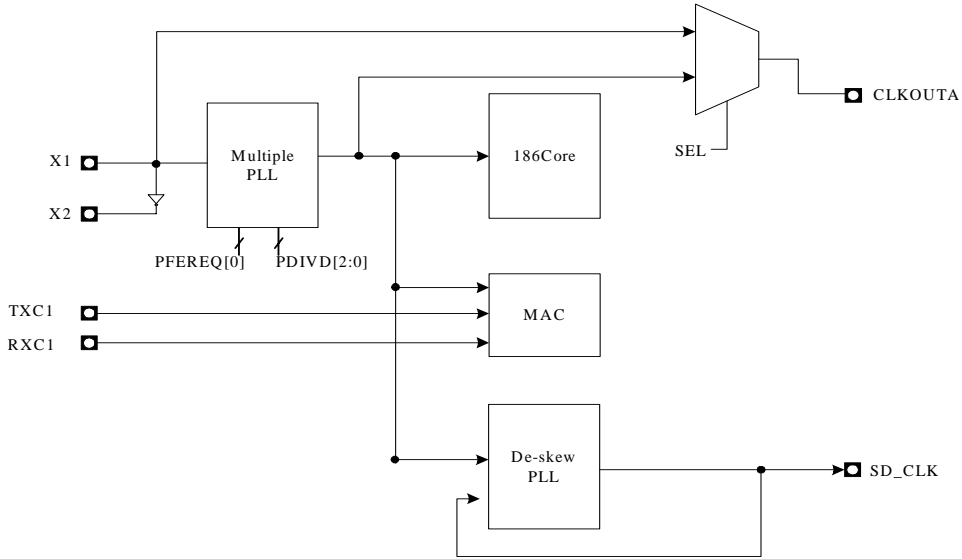 CLKOUTA
SEL
X1
Multiple
PLL
186Core
X2
PFEREQ[0]
PDIVD[2:0]
TXC1
MAC
RXC1
De-skew
PLL
SD_CLK